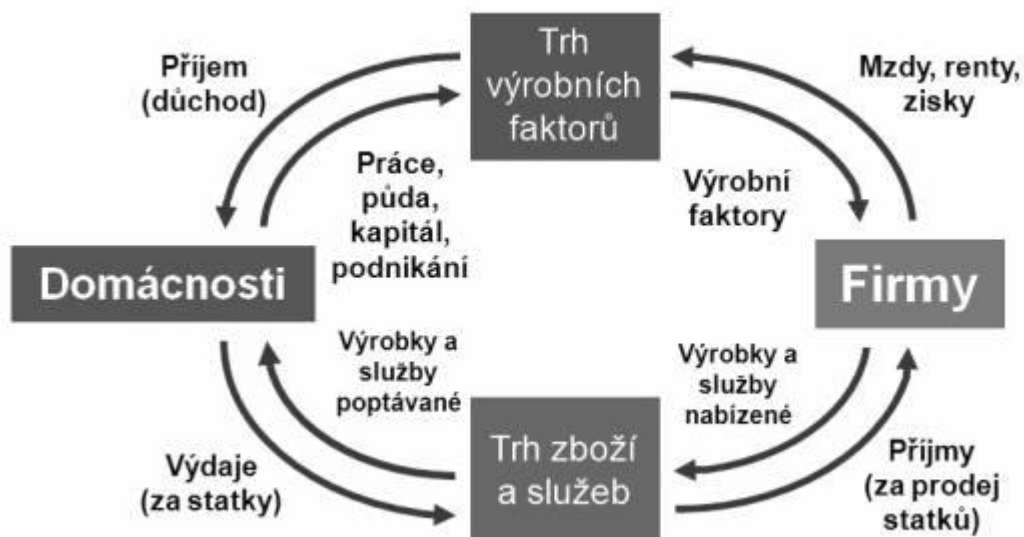 Trh
výrobních
faktorů
Příjem
(důchod)
Mzdy, renty,
zisky
Práce,
půda,
kapitál,
podnikání
Výrobní
faktory
Domácnosti
Firmy
Výrobky a
služby
poptávané
Výrobky a
služby
nabízené
Trh zboží
a služeb
Výdaje
(za statky)
Příjmy
(za prodej
statků)